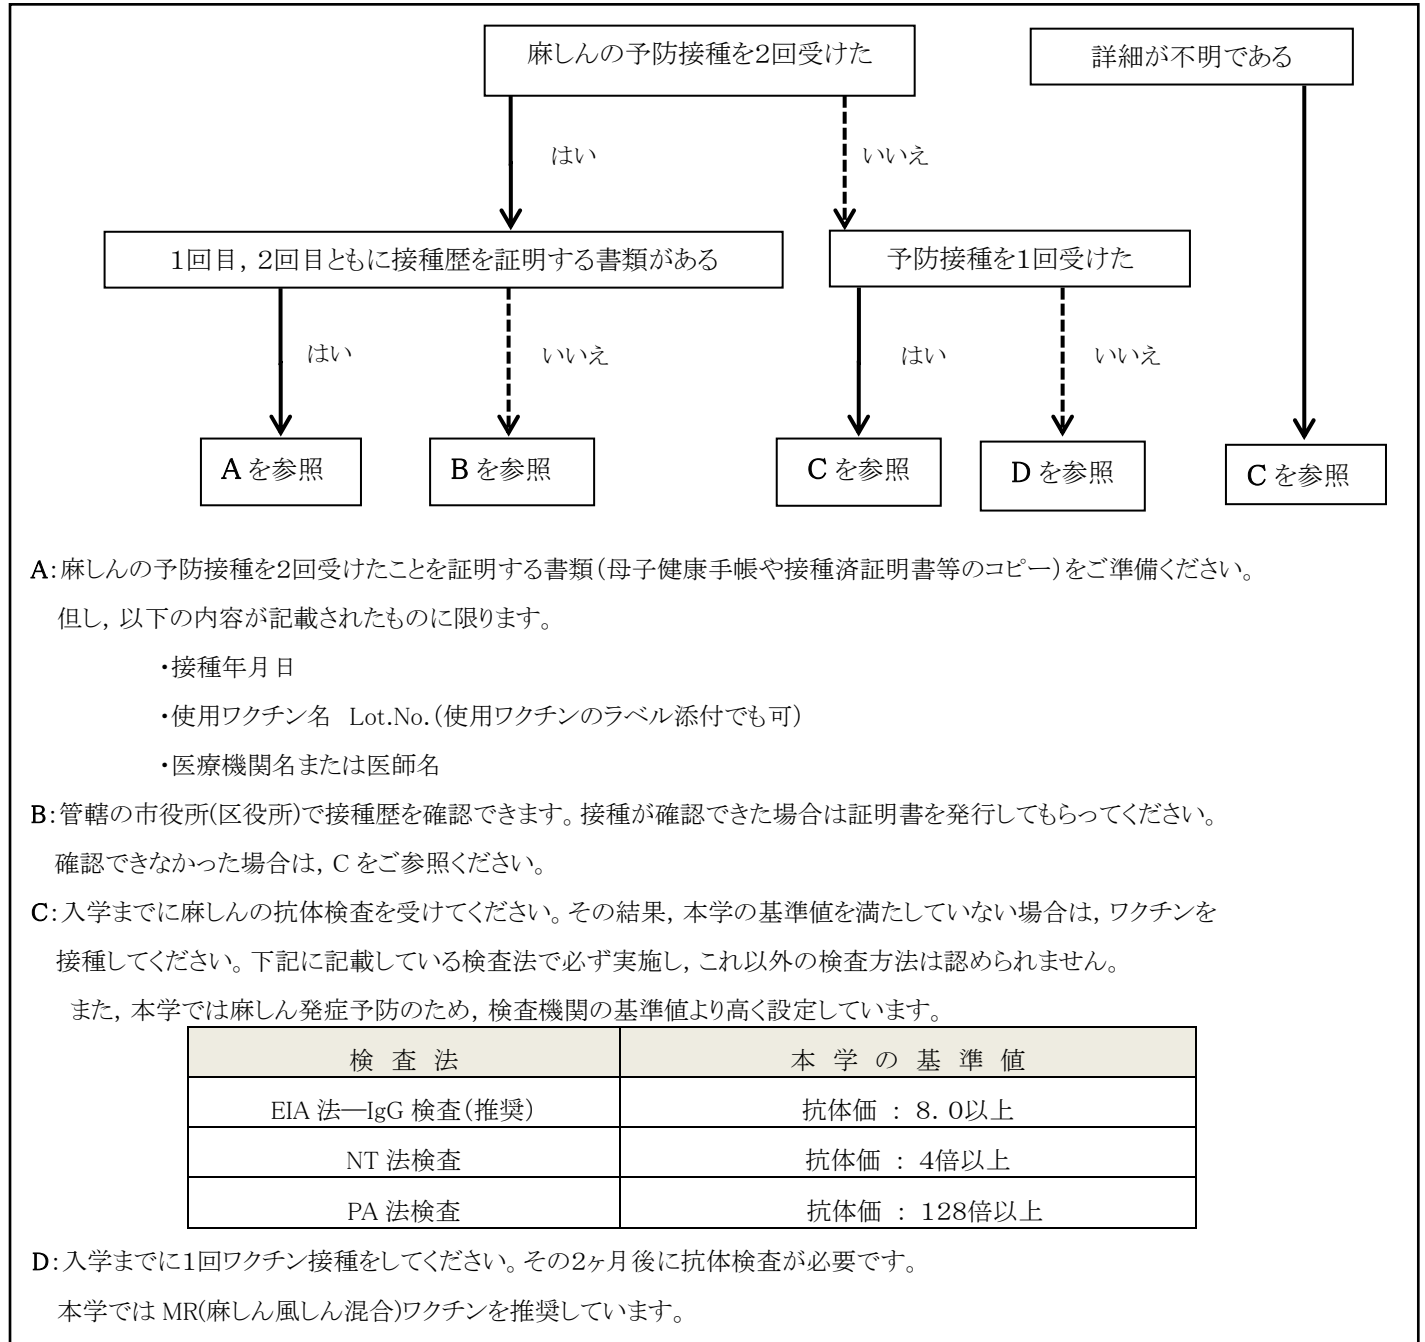 麻しんの予防接種を2回受けた
詳細が不明である
はい
いいえ
1回目，2回目ともに接種歴を証明する書類がある
予防接種を1回受けた
はい
いいえ
はい
いいえ
A を参照
B を参照
C を参照
D を参照
C を参照
A：麻しんの予防接種を2回受けたことを証明する書類（母子健康手帳や接種済証明書等のコピー）をご準備ください。
但し，以下の内容が記載されたものに限ります。
・接種年月日
・使用ワクチン名　Lot.No.（使用ワクチンのラベル添付でも可）
・医療機関名または医師名
B：管轄の市役所(区役所)で接種歴を確認できます。接種が確認できた場合は証明書を発行してもらってください。
確認できなかった場合は，C をご参照ください。
C：入学までに麻しんの抗体検査を受けてください。その結果，本学の基準値を満たしていない場合は，ワクチンを
接種してください。下記に記載している検査法で必ず実施し，これ以外の検査方法は認められません。
また，本学では麻しん発症予防のため，検査機関の基準値より高く設定しています。
検 査 法
本 学 の 基 準 値
EIA 法―IgG 検査（推奨）
抗体価 ： 8．0以上
NT 法検査
抗体価 ： 4倍以上
PA 法検査
抗体価 ： 128倍以上
D：入学までに1回ワクチン接種をしてください。その2ヶ月後に抗体検査が必要です。
本学では MR(麻しん風しん混合)ワクチンを推奨しています。